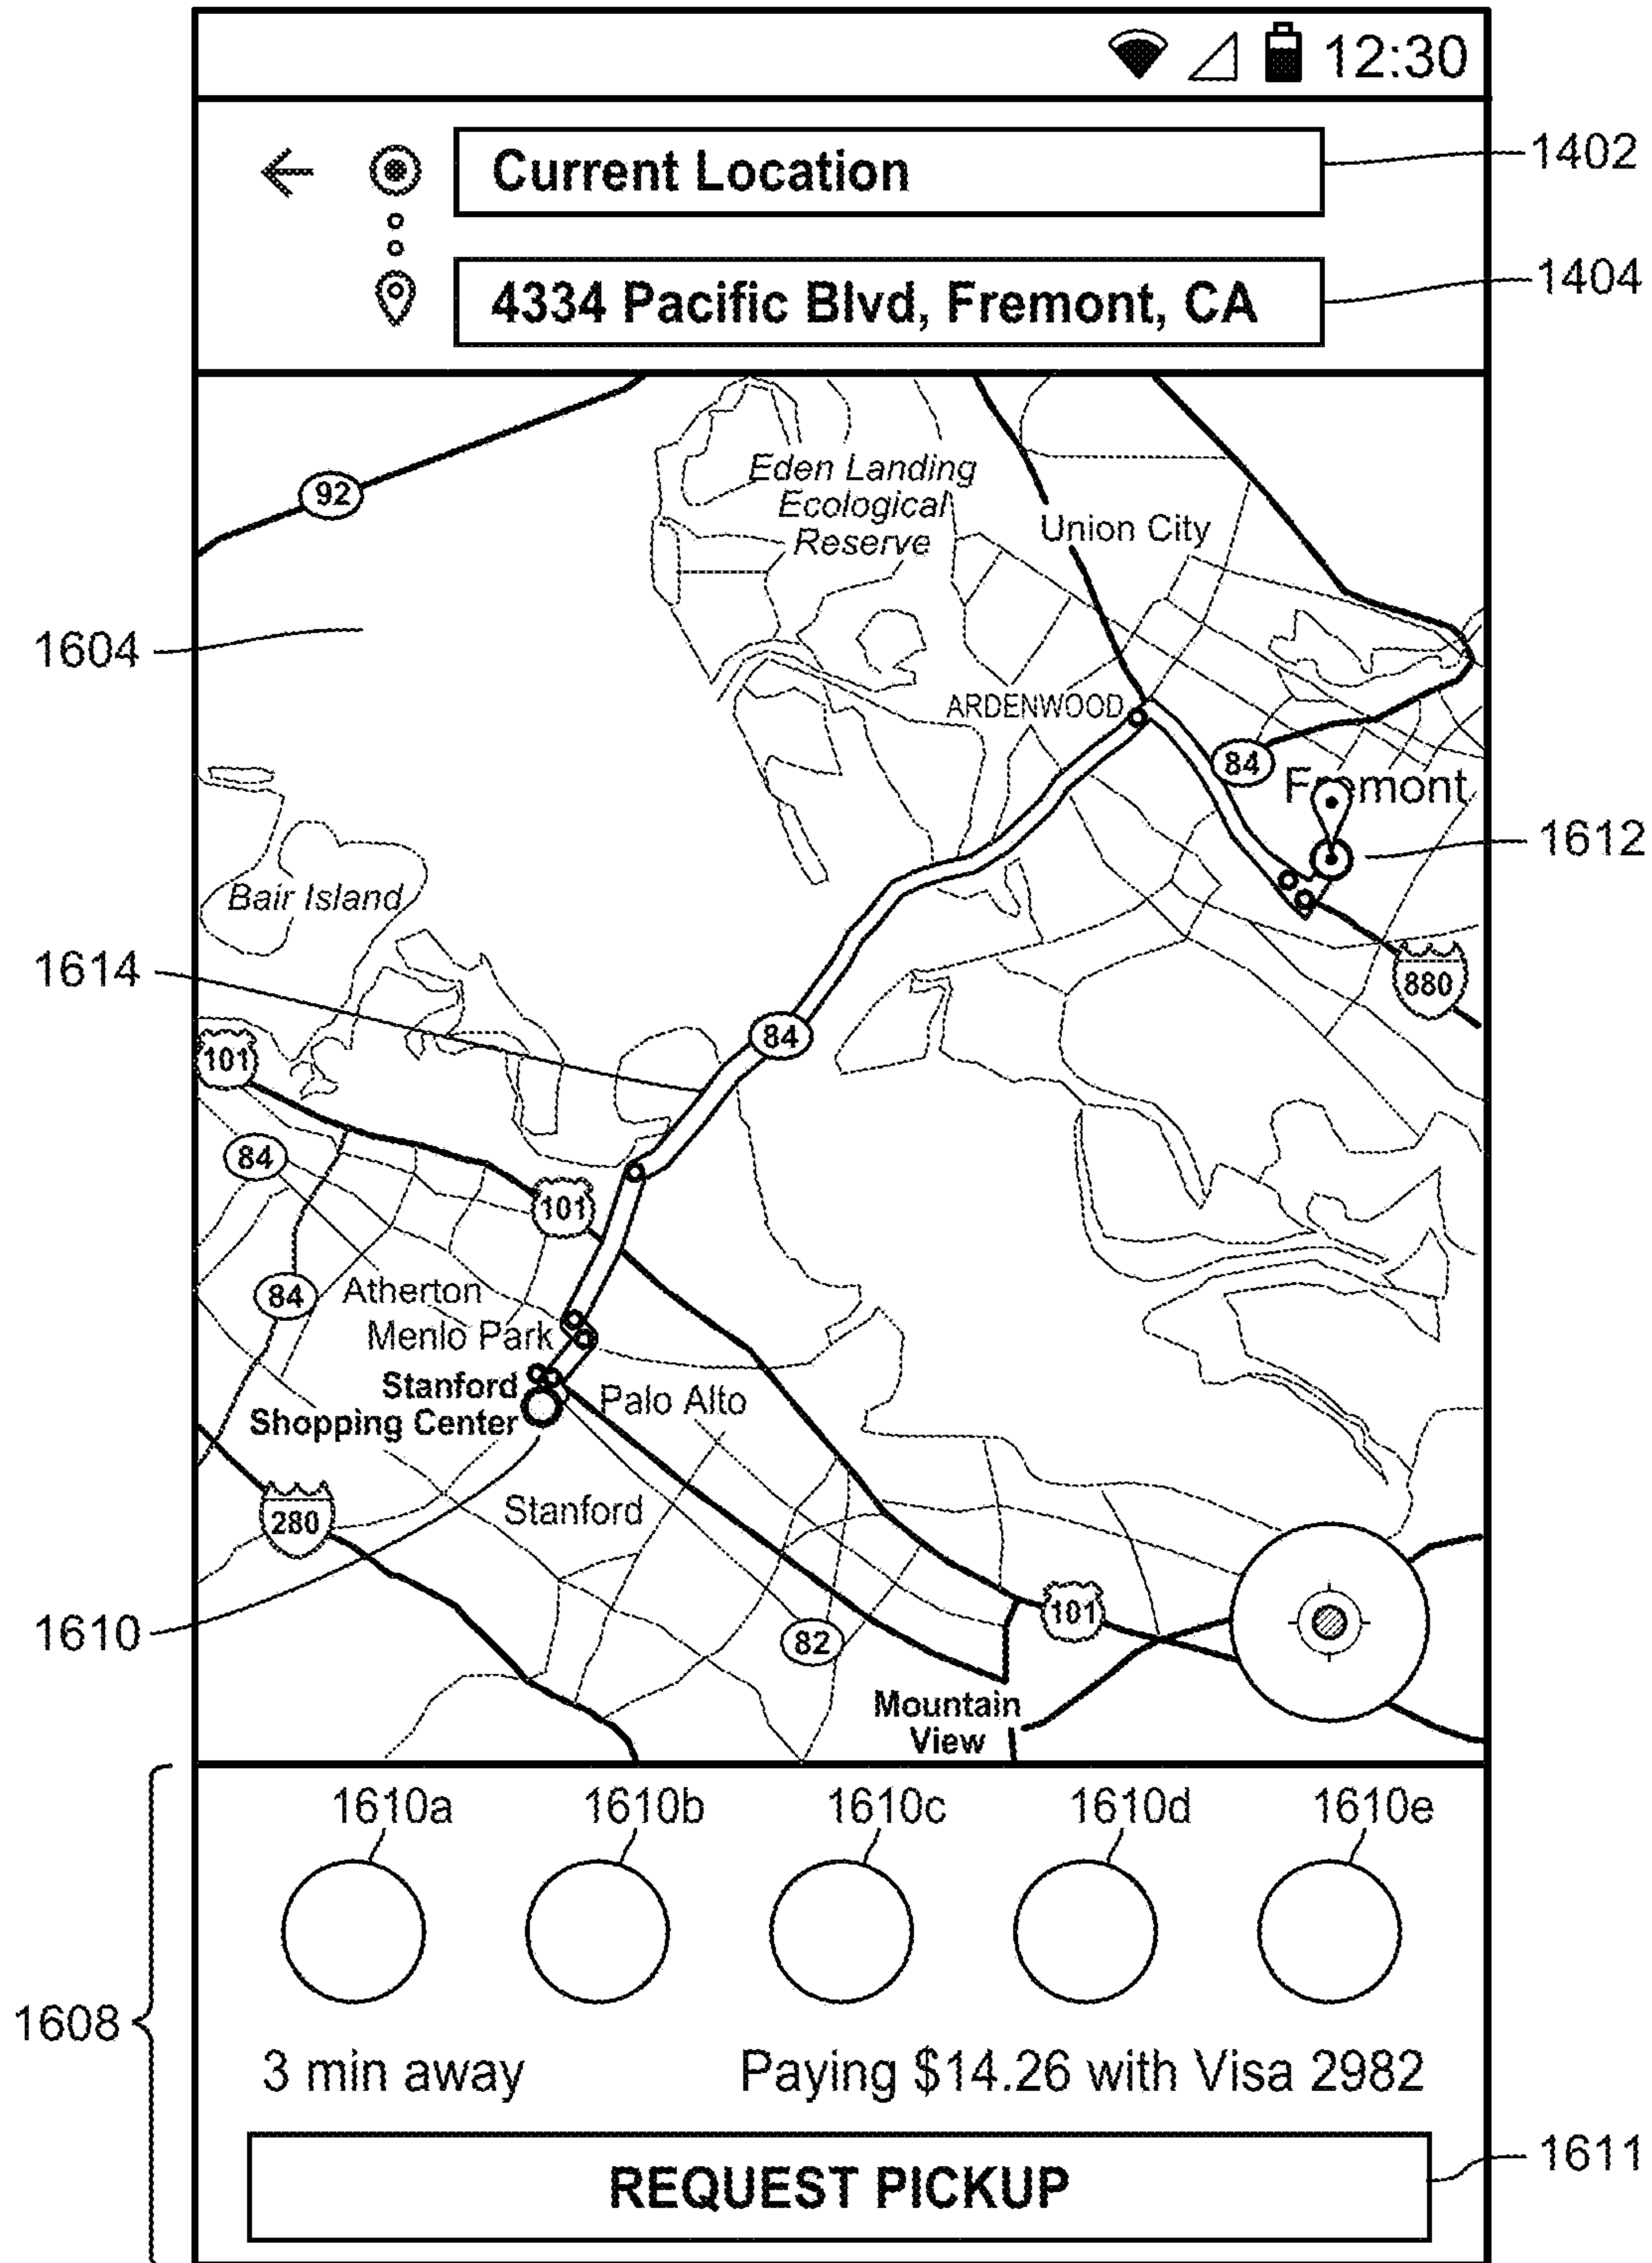 12:30
Current Location
1402
4334 Pacific Blvd, Fremont, CA
1404
92
Eden Landing
Ecological
Reserve
Union City
1604
ARDENWOOD
84
Fremont
1612
Bair Island
1614
880
84
101
84
101
84
Atherton
Menlo Park
Stanford
Shopping Center
Palo Alto
280
Stanford
1610
101
82
Mountain
View
1610a 1610b 1610c 1610d 1610e
1608
3 min away Paying $14.26 with Visa 2982
REQUEST PICKUP
1611